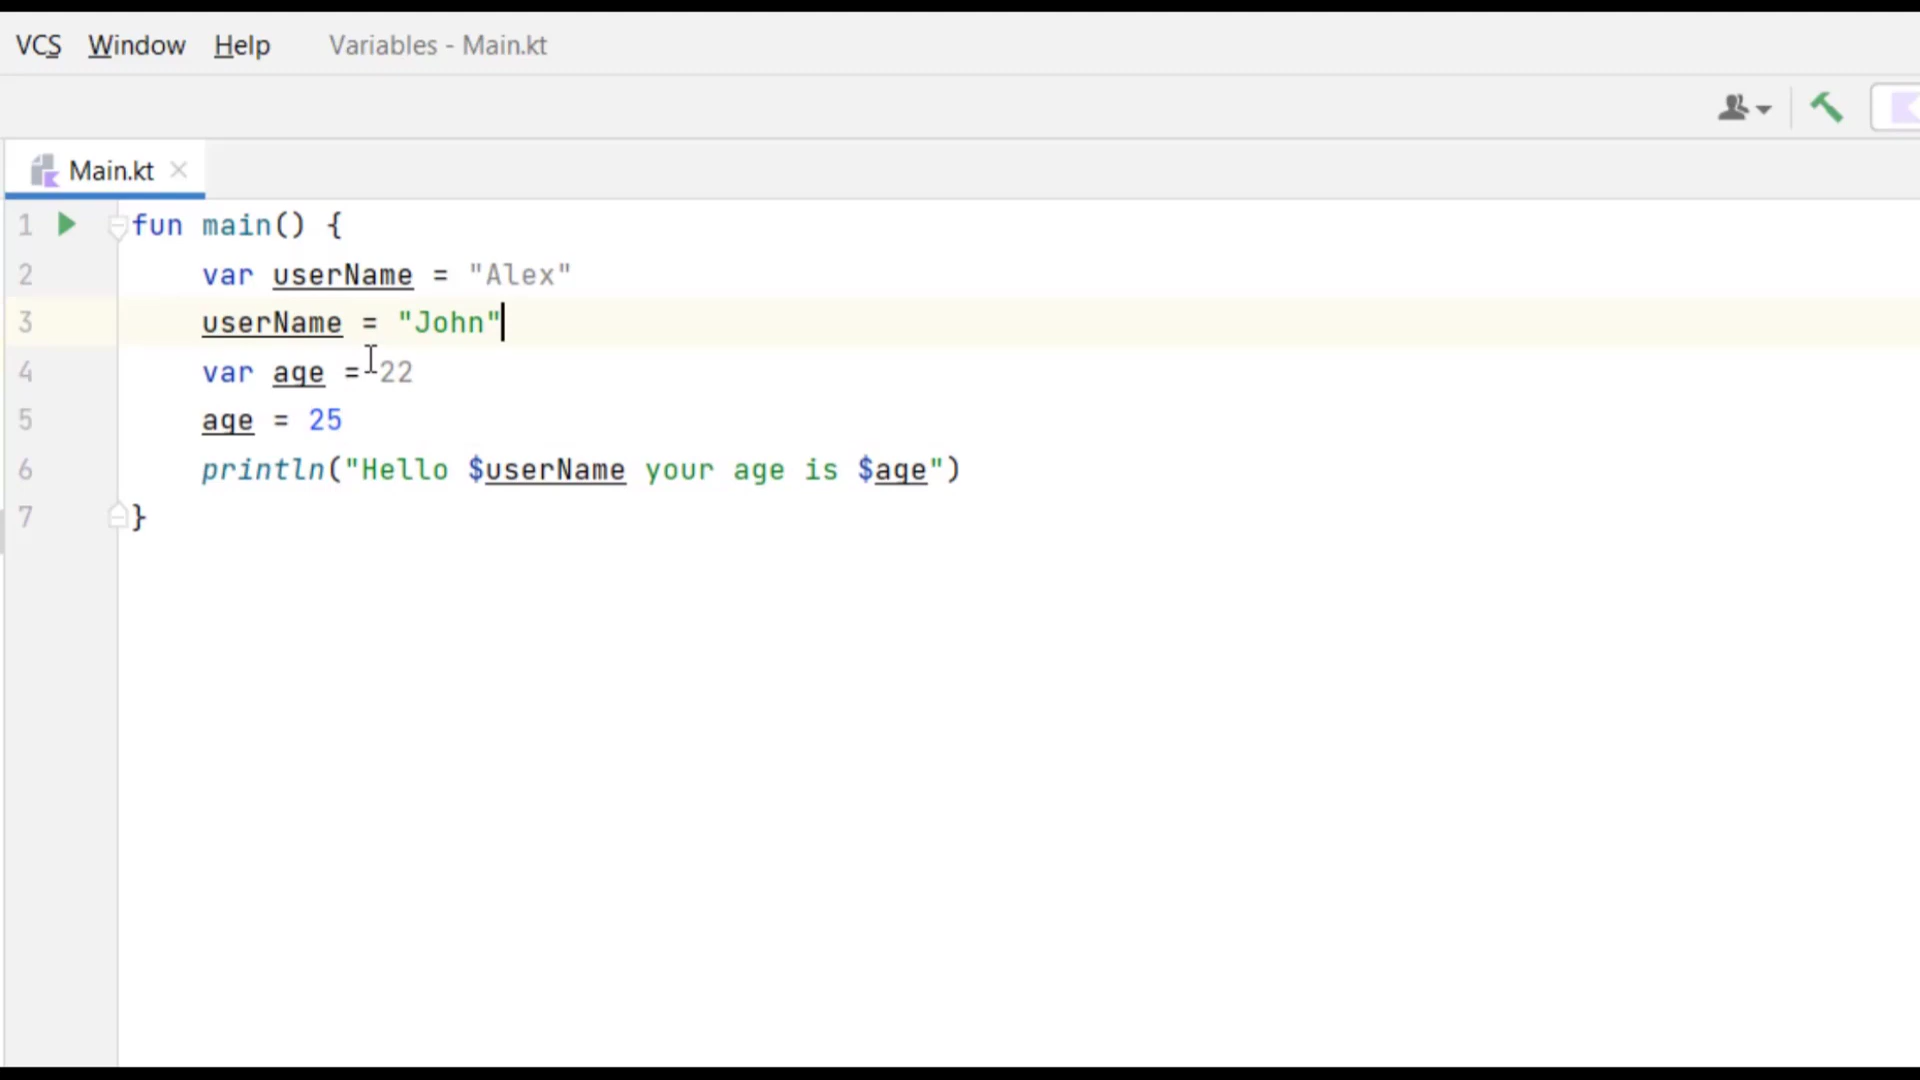 VCS Window Help Variables - Main.kt
Main.kt
1 fun main() {
2 var userName = "Alex"
3 userName = "John"
4 var age = 22
5 age = 25
6 println("Hello $userName your age is $age")
7 }